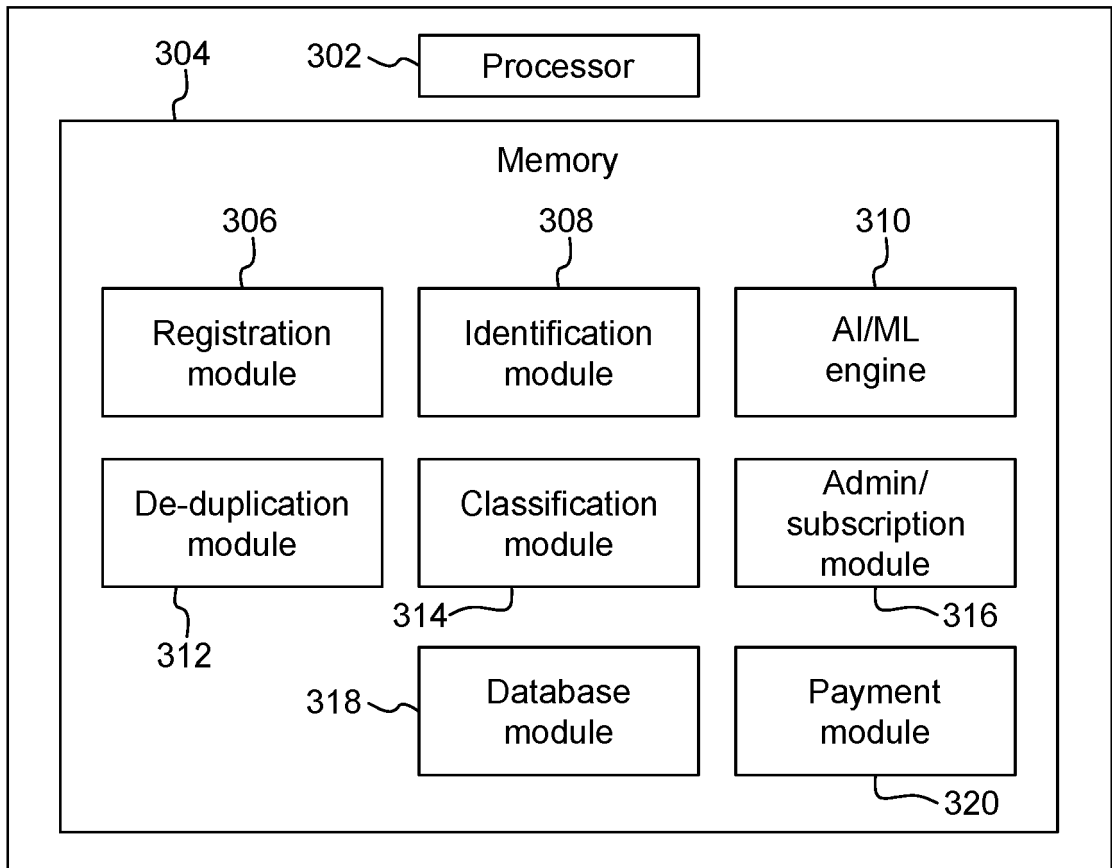 304
302
Processor
Memory
306
308
310
Registration
module
Identification
module
AI/ML
engine
De-duplication
module
Classification
module
Admin/
subscription
module
312
314
316
318
Database
module
Payment
module
320